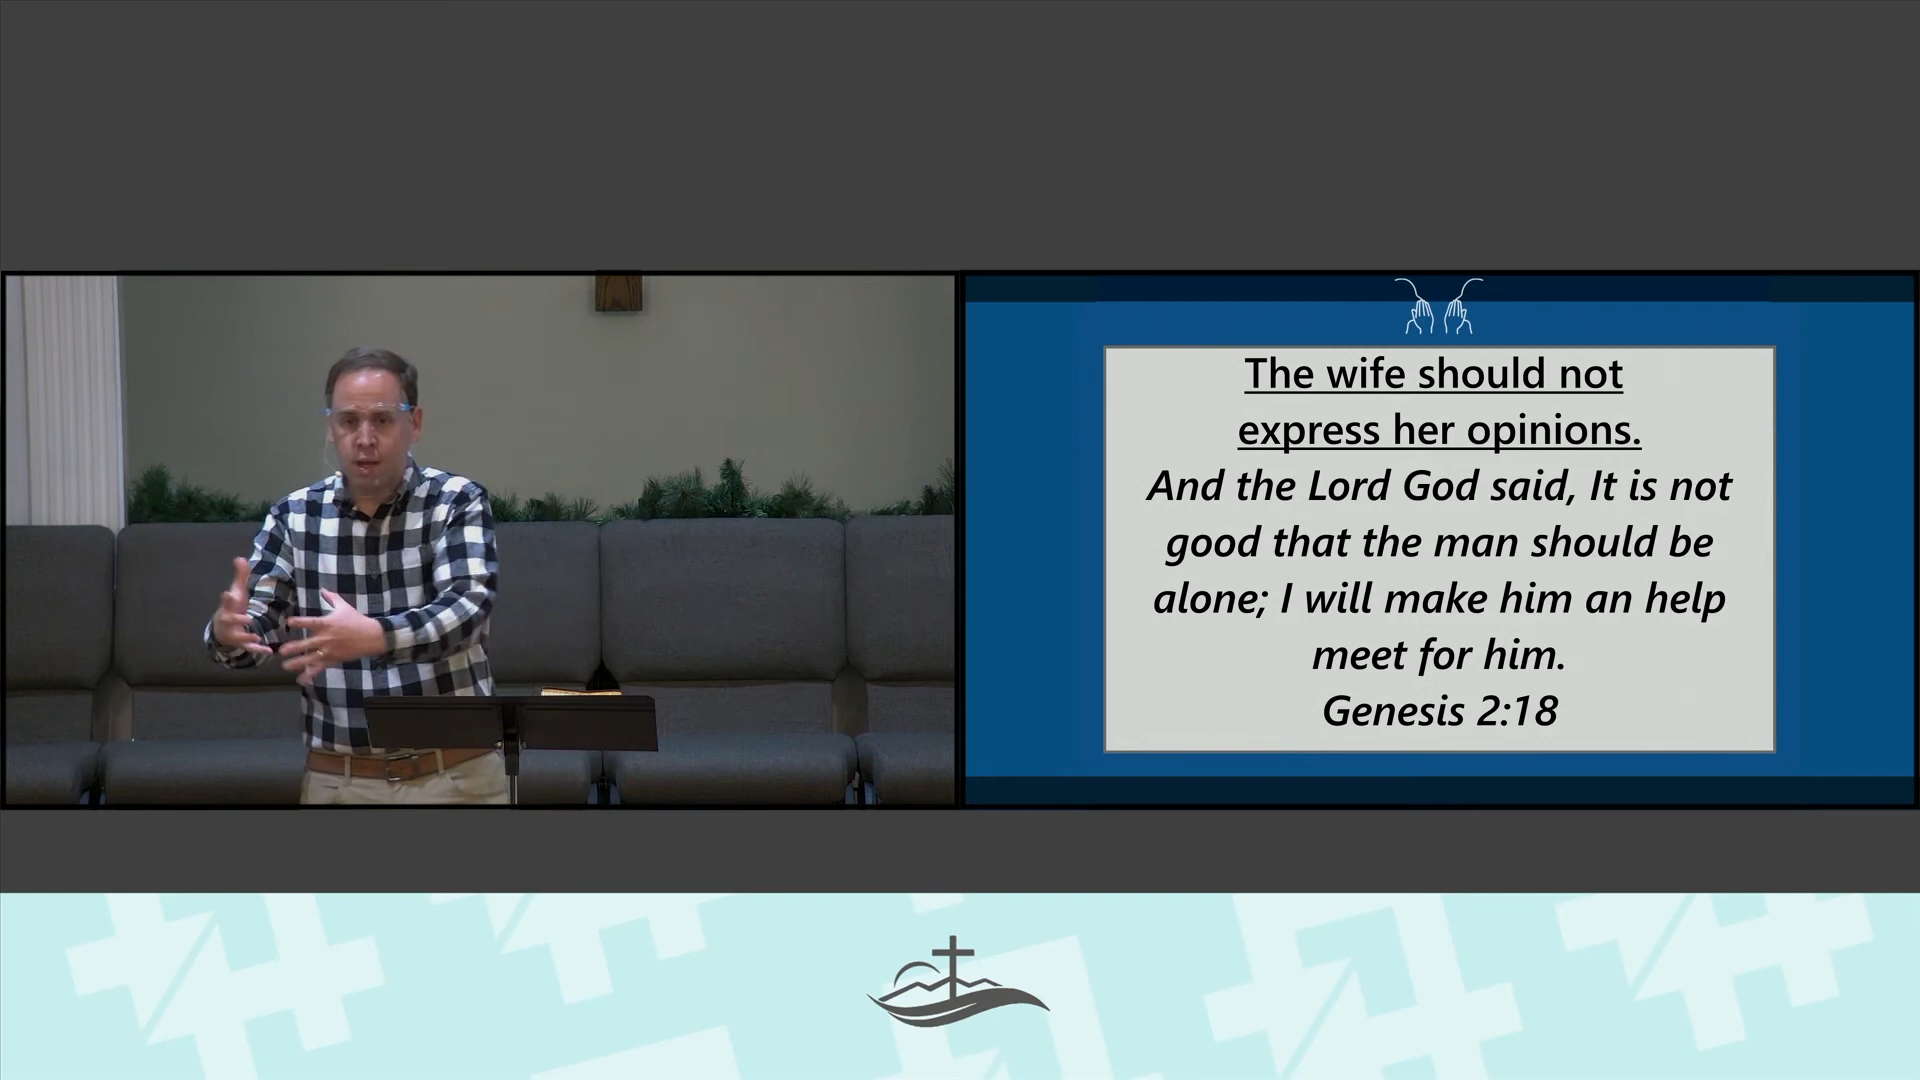 The wife should not
express her opinions.
And the Lord God said, It is not
good that the man should be
alone; I will make him an help
meet for him.
Genesis 2:18